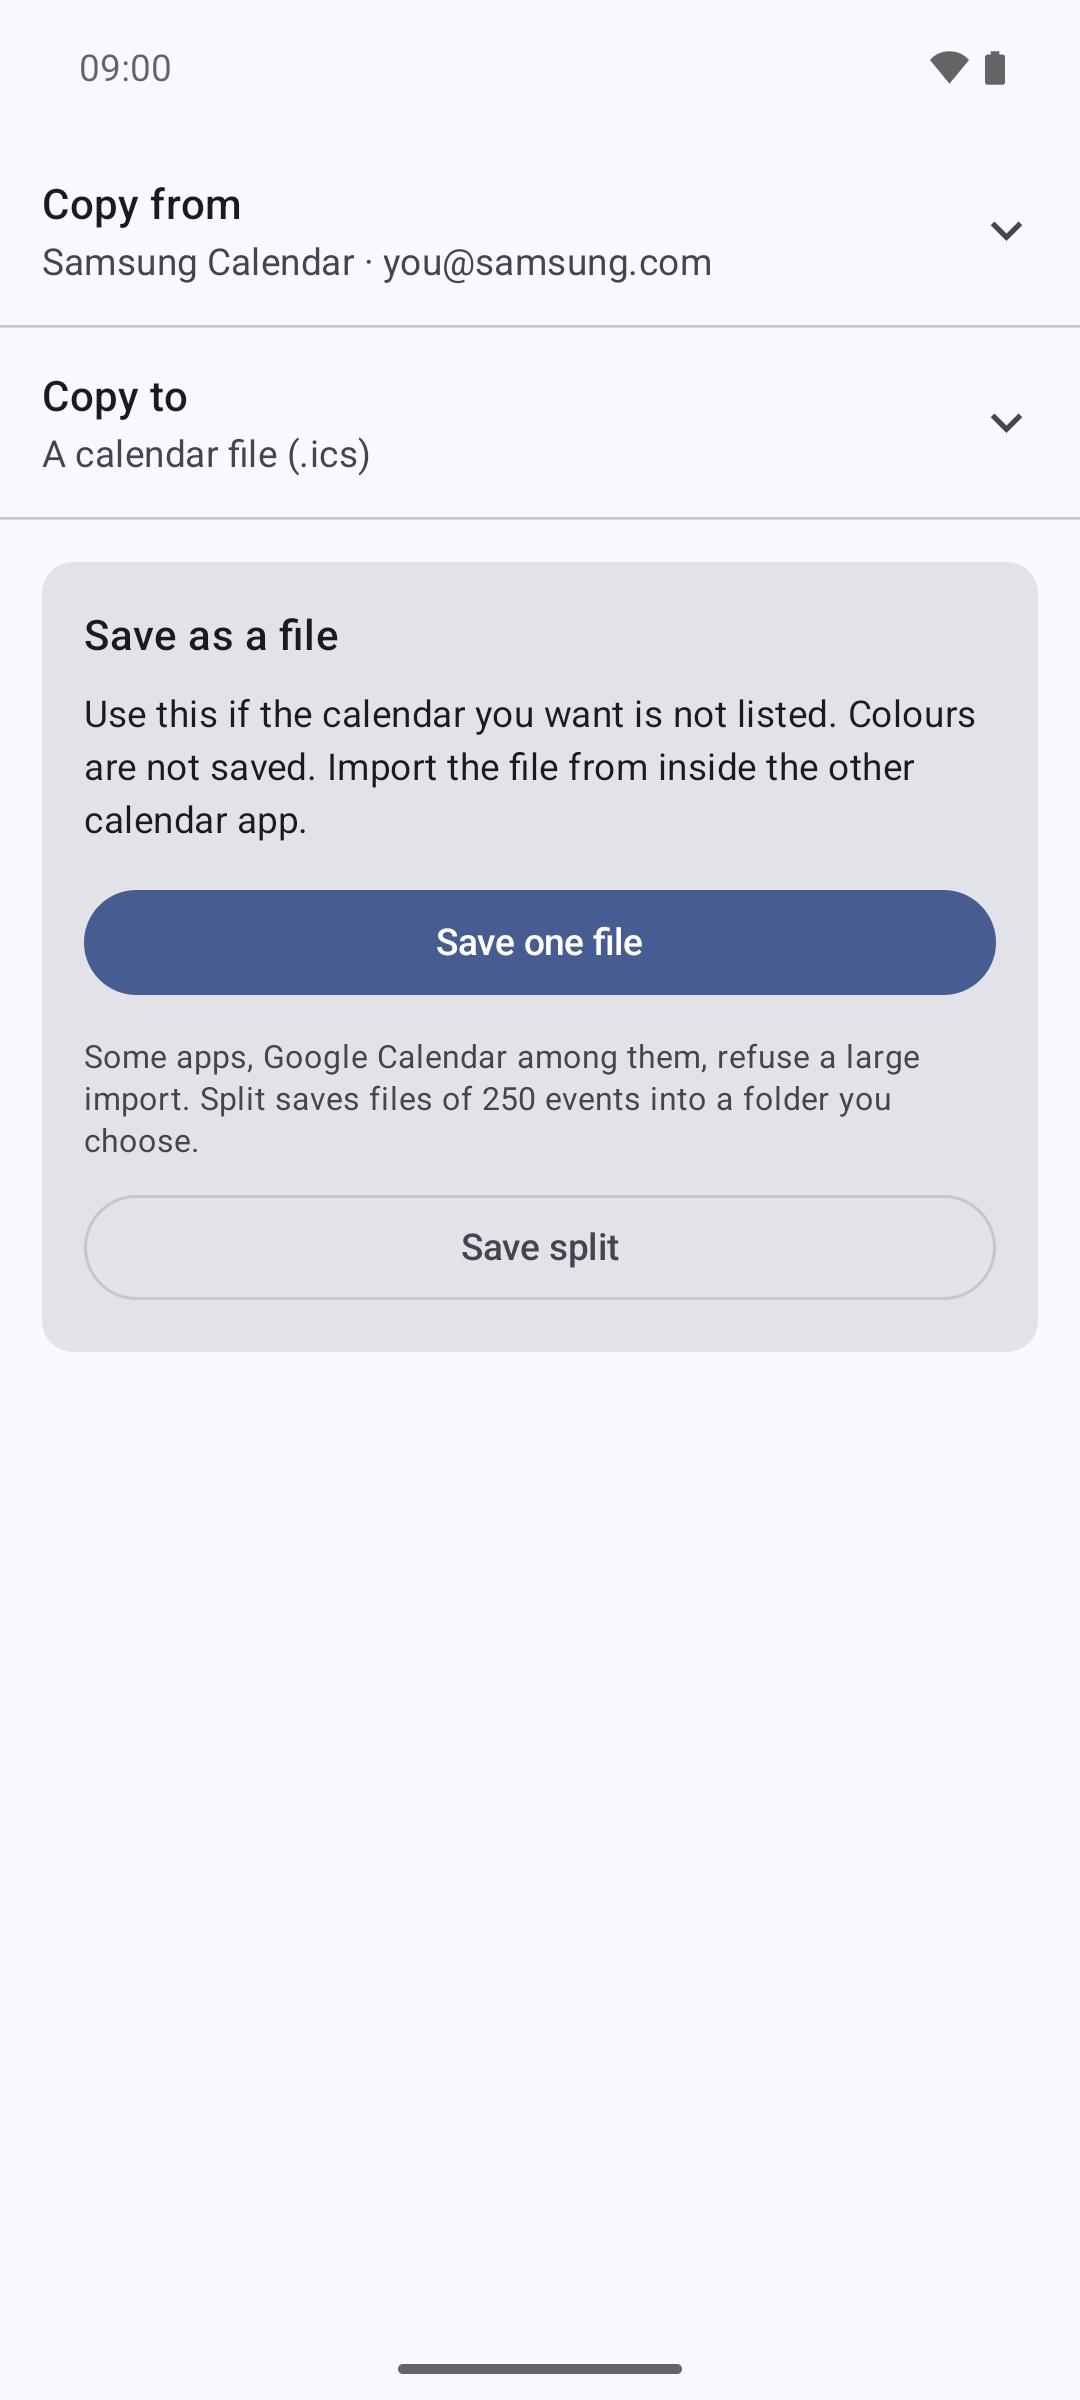 09:00
Copy from
Samsung Calendar · you@samsung.com
Copy to
A calendar file (.ics)
Save as a file
Use this if the calendar you want is not listed. Colours
are not saved. Import the file from inside the other
calendar app.
Save one file
Some apps, Google Calendar among them, refuse a large
import. Split saves files of 250 events into a folder you
choose.
Save split